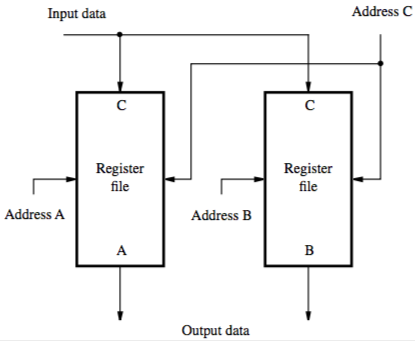 Input data
Address C
C
C
Register
file
Register
file
Address A
Address B
A
B
Output data